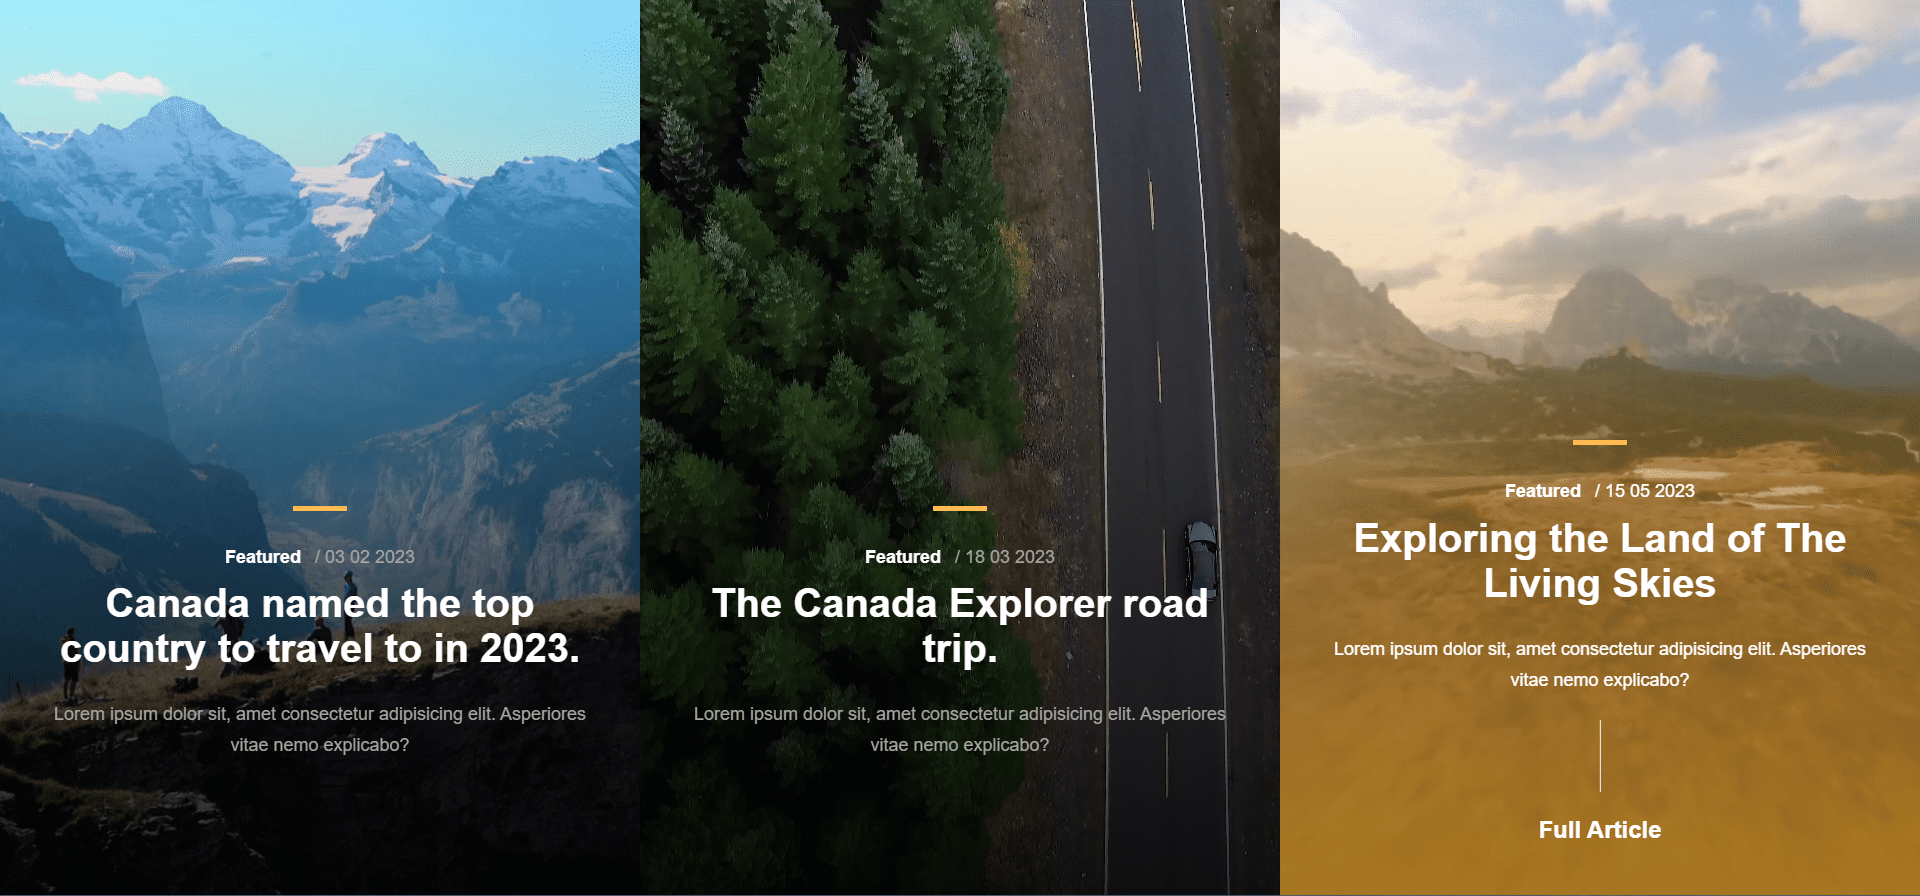 Featured / 03 02 2023
Canada named the top
country to travel to in 2023.
Lorem ipsum dolor sit, amet consectetur adipisicing elit. Asperiores
vitae nemo explicabo?
Featured / 18 03 2023
The Canada Explorer road
trip.
Lorem ipsum dolor sit, amet consectetur adipisicing elit. Asperiores
vitae nemo explicabo?
Featured / 15 05 2023
Exploring the Land of The
Living Skies
Lorem ipsum dolor sit, amet consectetur adipisicing elit. Asperiores
vitae nemo explicabo?
Full Article